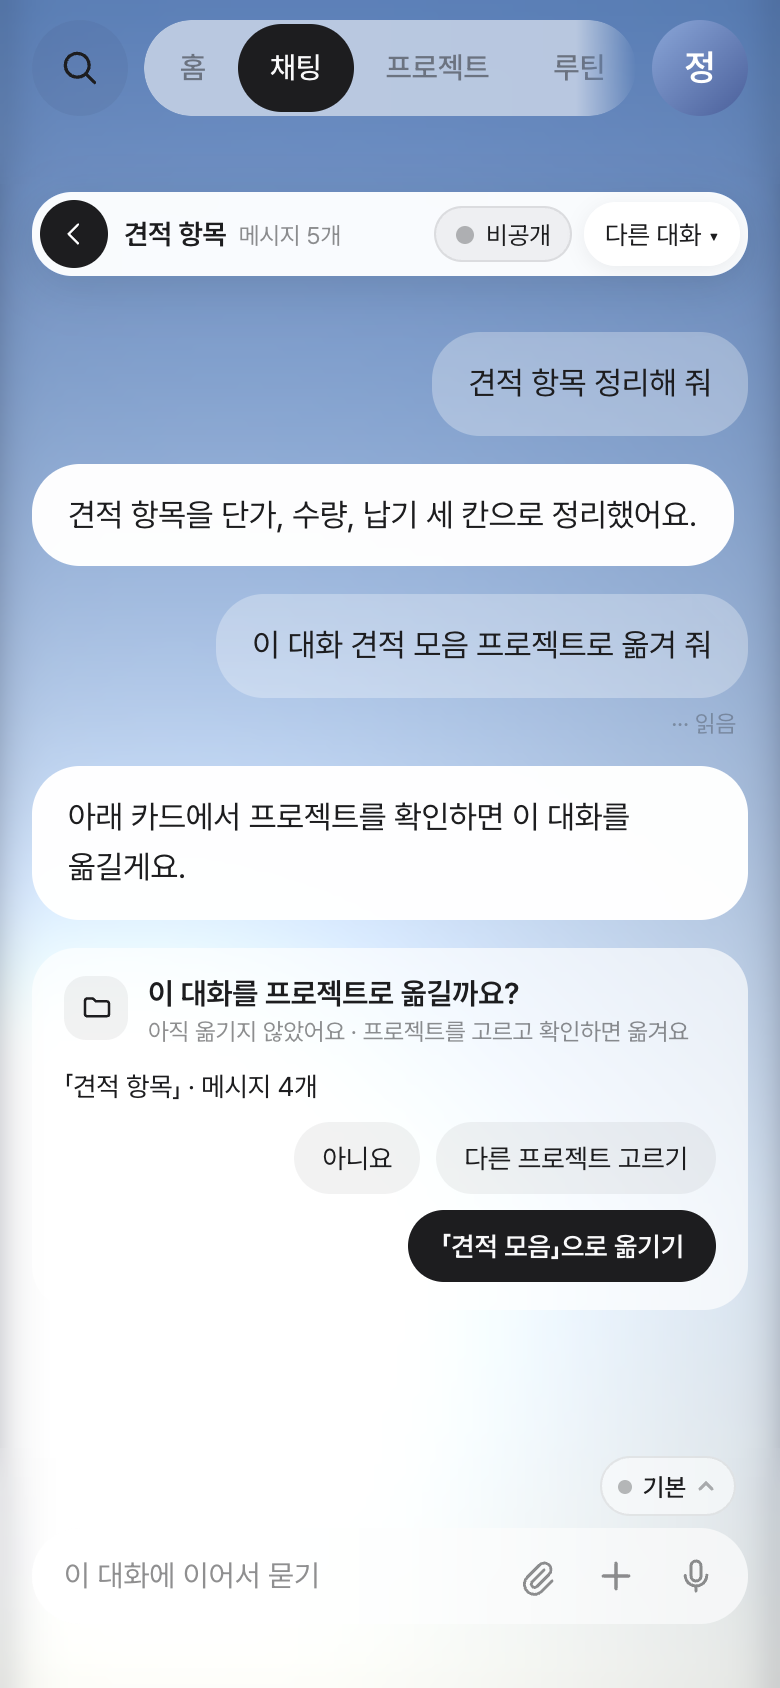 홈 채팅 프로젝트 루틴 정
견적 항목 메시지 5개 비공개 다른 대화 ▾
견적 항목 정리해 줘
견적 항목을 단가, 수량, 납기 세 칸으로 정리했어요.
이 대화 견적 모음 프로젝트로 옮겨 줘
··· 읽음
아래 카드에서 프로젝트를 확인하면 이 대화를
옮길게요.
이 대화를 프로젝트로 옮길까요?
아직 옮기지 않았어요 · 프로젝트를 고르고 확인하면 옮겨요
「견적 항목」 · 메시지 4개
아니요 다른 프로젝트 고르기
「견적 모음」으로 옮기기
기본
이 대화에 이어서 묻기